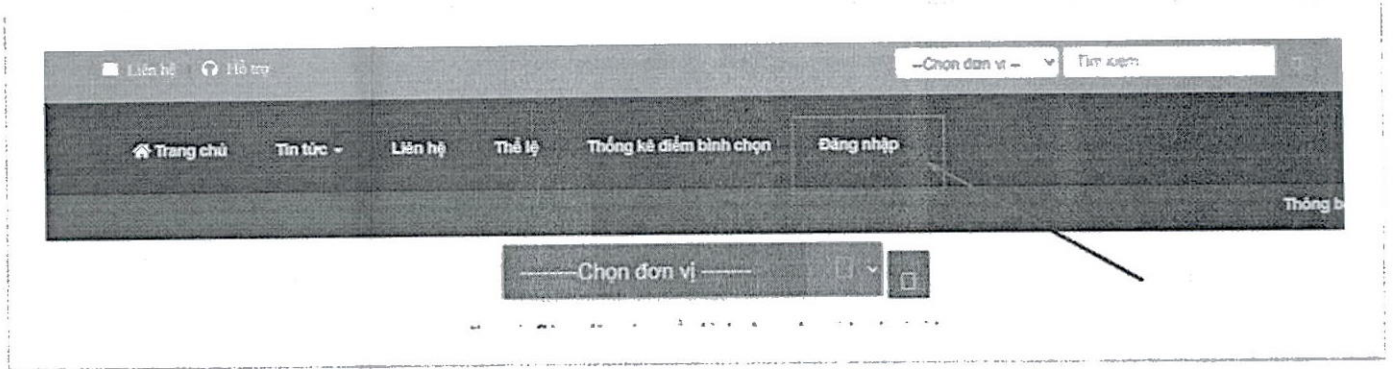 Liên hệ Hỗ trợ --Chọn đơn vị -- Tìm kiếm
Trang chủ Tin tức Liên hệ Thể lệ Thống kê điểm bình chọn Đăng nhập
Thông b
--------Chọn đơn vị --------